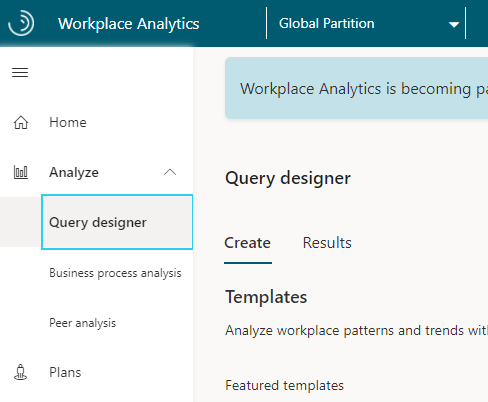 Workplace Analytics
Global Partition
Workplace Analytics is becoming pa
Home
Analyze
Query designer
Business process analysis
Peer analysis
Plans
Query designer
Create Results
Templates
Analyze workplace patterns and trends wit
Featured templates